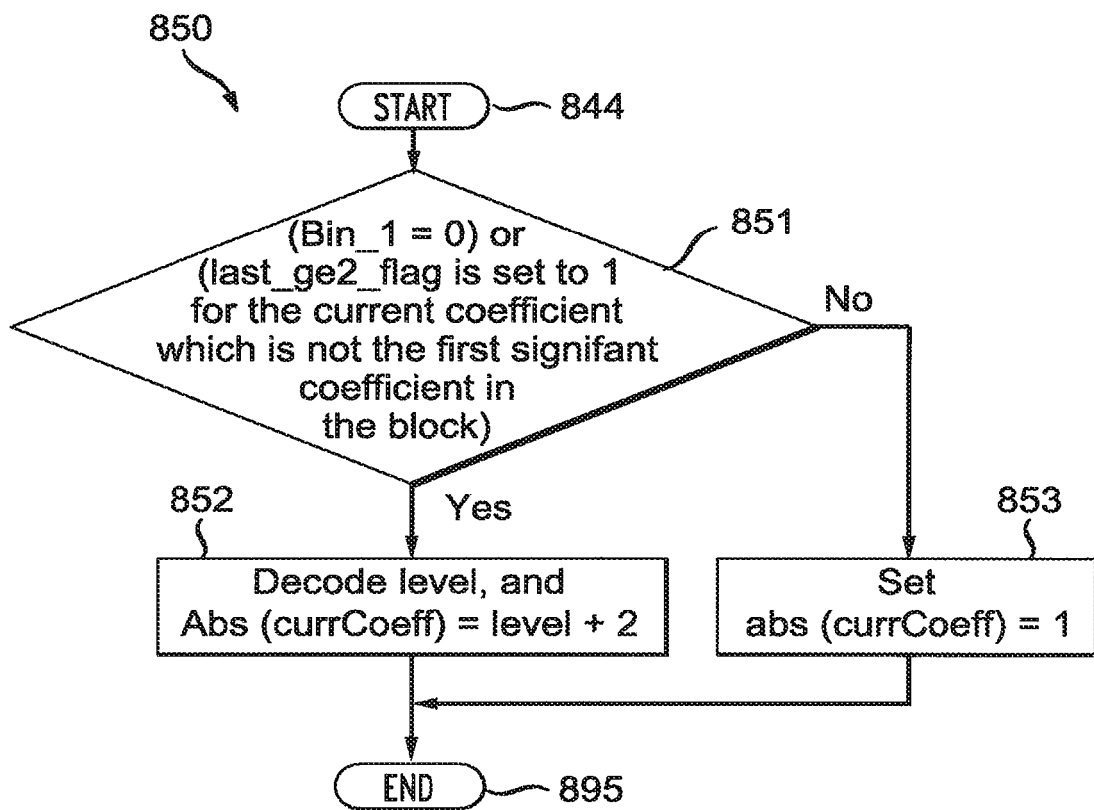 850
START
844
(Bin_1 = 0) or
(last_ge2_flag is set to 1
for the current coefficient
which is not the first signifant
coefficient in
the block)
851
No
Yes
852
Decode level, and
Abs (currCoeff) = level + 2
853
Set
abs (currCoeff) = 1
END
895